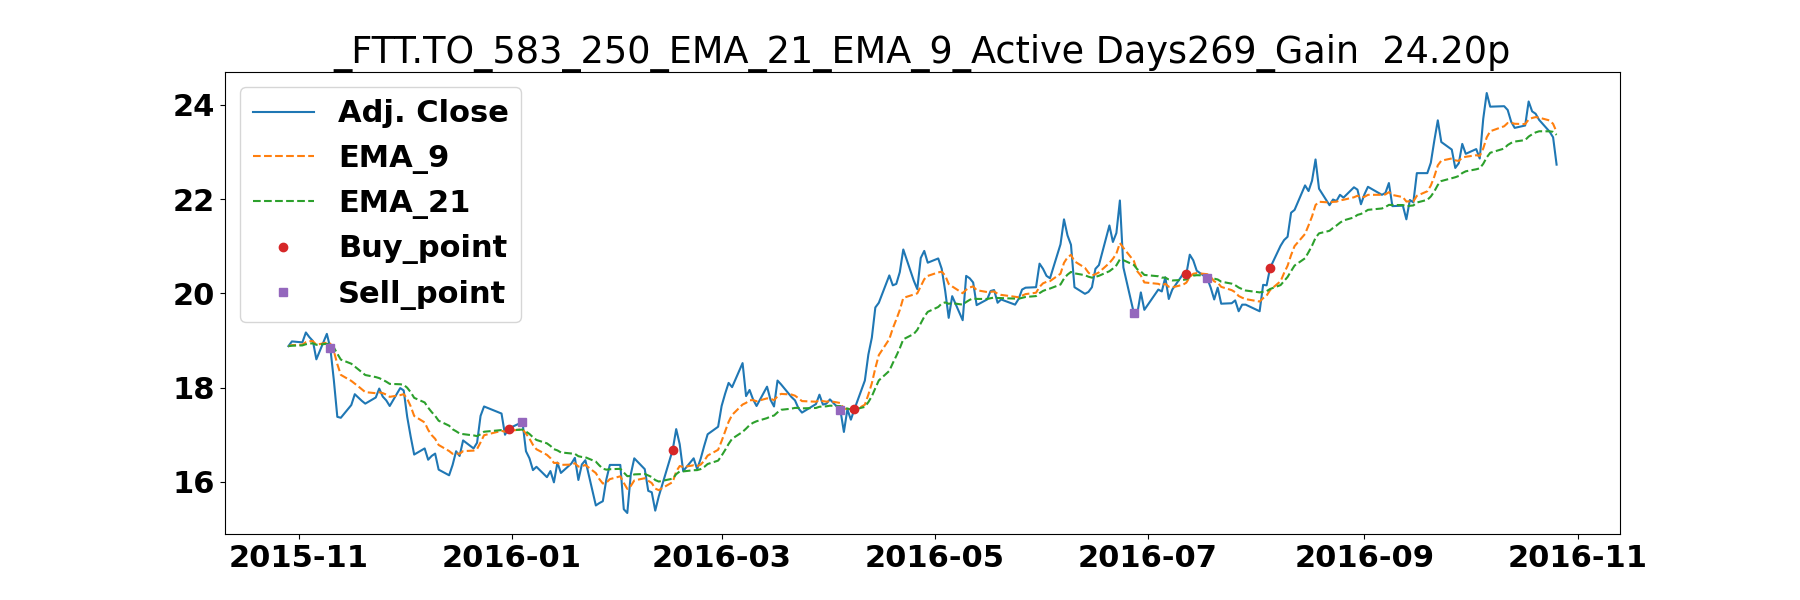 _FTT.TO_583_250_EMA_21_EMA_9_Active Days269_Gain  24.20p
24
22
20
18
16
Adj. Close
EMA_9
EMA_21
Buy_point
Sell_point
2015-11 2016-01 2016-03 2016-05 2016-07 2016-09 2016-11